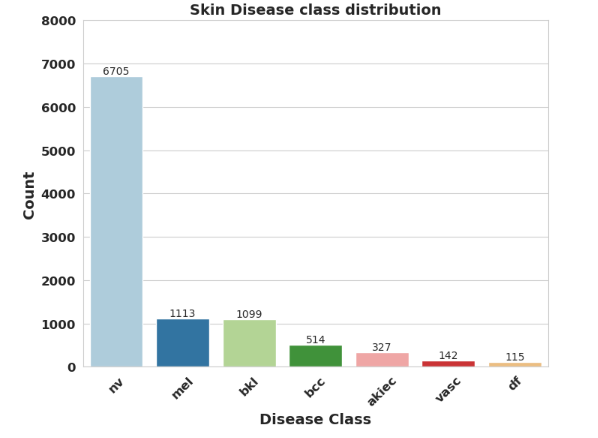 Skin Disease class distribution
8000
7000
6000
5000
4000
3000
2000
1000
0
Count
6705
1113
1099
514
327
142
115
nv
mel
bkl
bcc
akiec
vasc
df
Disease Class